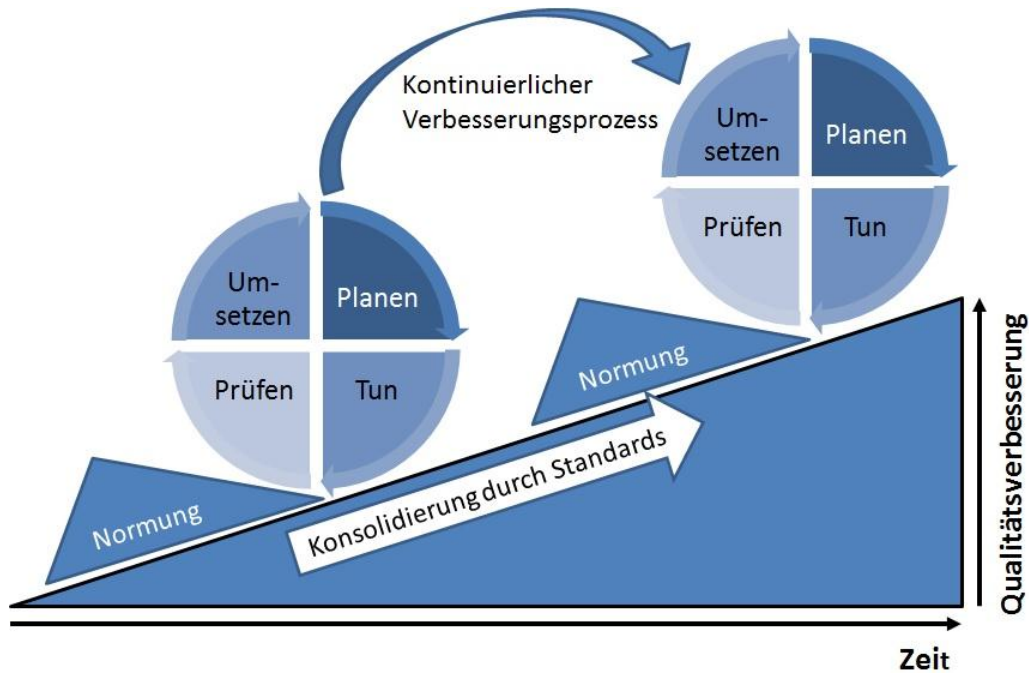 Kontinuierlicher
Verbesserungsprozess
Um-
setzen
Planen
Prüfen
Tun
Um-
setzen
Planen
Prüfen
Tun
Normung
Normung
Konsolidierung durch Standards
Qualitätsverbesserung
Zeit